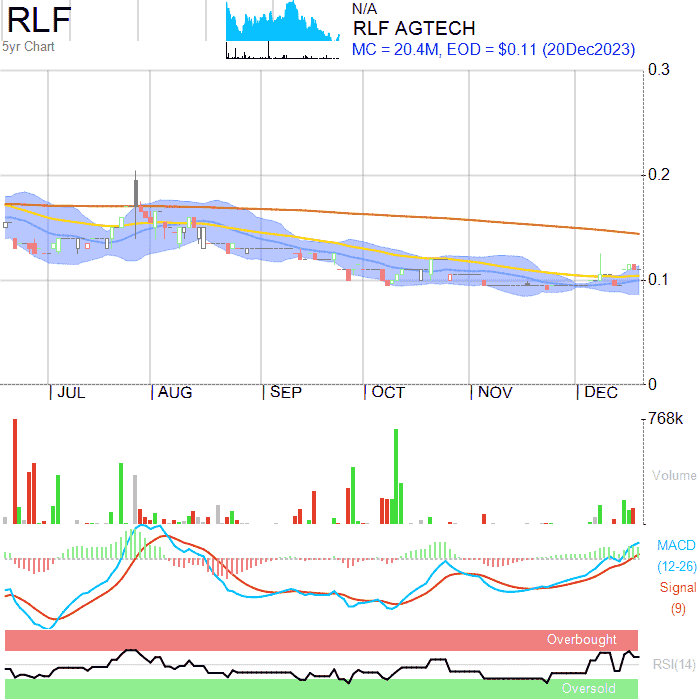 RLF
5yr Chart
N/A
RLF AGTECH
MC = 20.4M, EOD = $0.11 (20Dec2023)
0.3
0.2
0.1
0
JUL
AUG
SEP
OCT
NOV
DEC
768k
Volume
MACD
(12-26)
Signal
(9)
Overbought
RSI(14)
Oversold